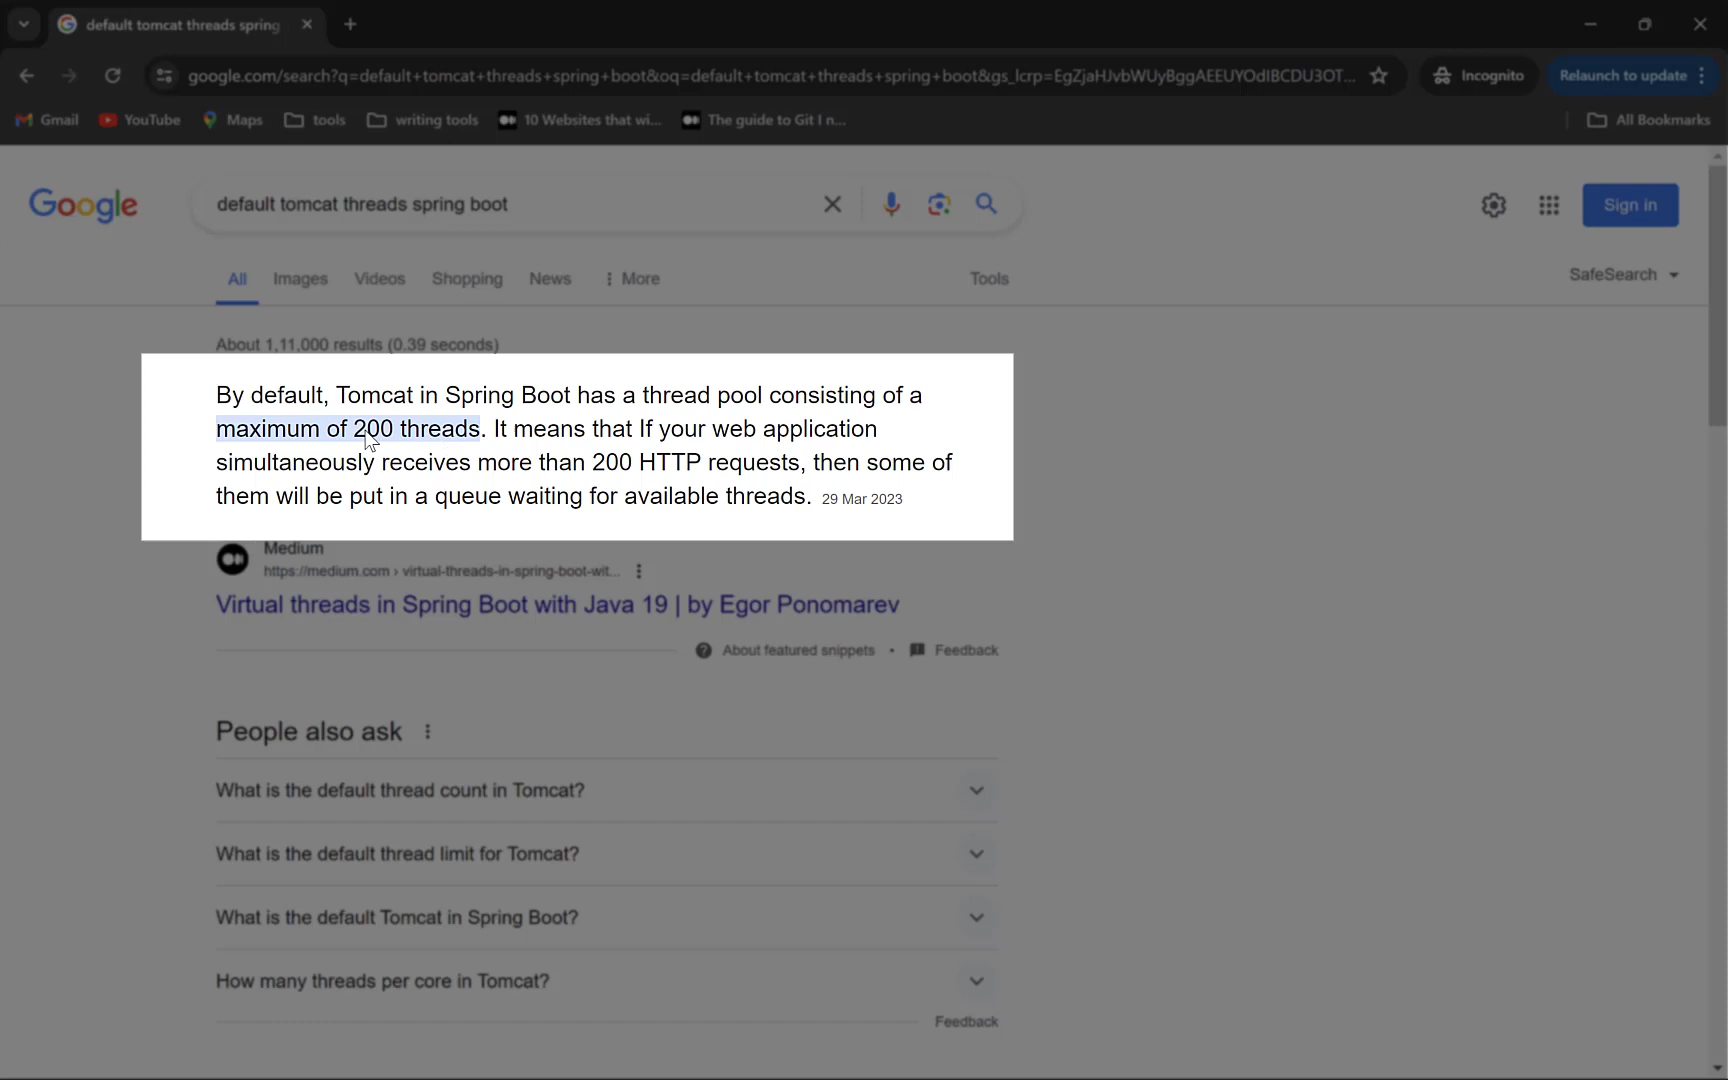 default tomcat threads spring
google.com/search?q=default+tomcat+threads+spring+boot&oq=default+tomcat+threads+spring+boot&gs_lcrp=EgZjaHJvbWUyBggAEEUYOdIBCDU3OT...
Incognito
Relaunch to update
Gmail
YouTube
Maps
tools
writing tools
10 Websites that wi...
The guide to Git I n...
All Bookmarks
Google
default tomcat threads spring boot
Sign in
All
Images
Videos
Shopping
News
More
Tools
SafeSearch
About 1,11,000 results (0.39 seconds)
By default, Tomcat in Spring Boot has a thread pool consisting of a
maximum of 200 threads. It means that If your web application
simultaneously receives more than 200 HTTP requests, then some of
them will be put in a queue waiting for available threads. 29 Mar 2023
Medium
https://medium.com › virtual-threads-in-spring-boot-wit...
Virtual threads in Spring Boot with Java 19 | by Egor Ponomarev
About featured snippets • Feedback
People also ask
What is the default thread count in Tomcat?
What is the default thread limit for Tomcat?
What is the default Tomcat in Spring Boot?
How many threads per core in Tomcat?
Feedback